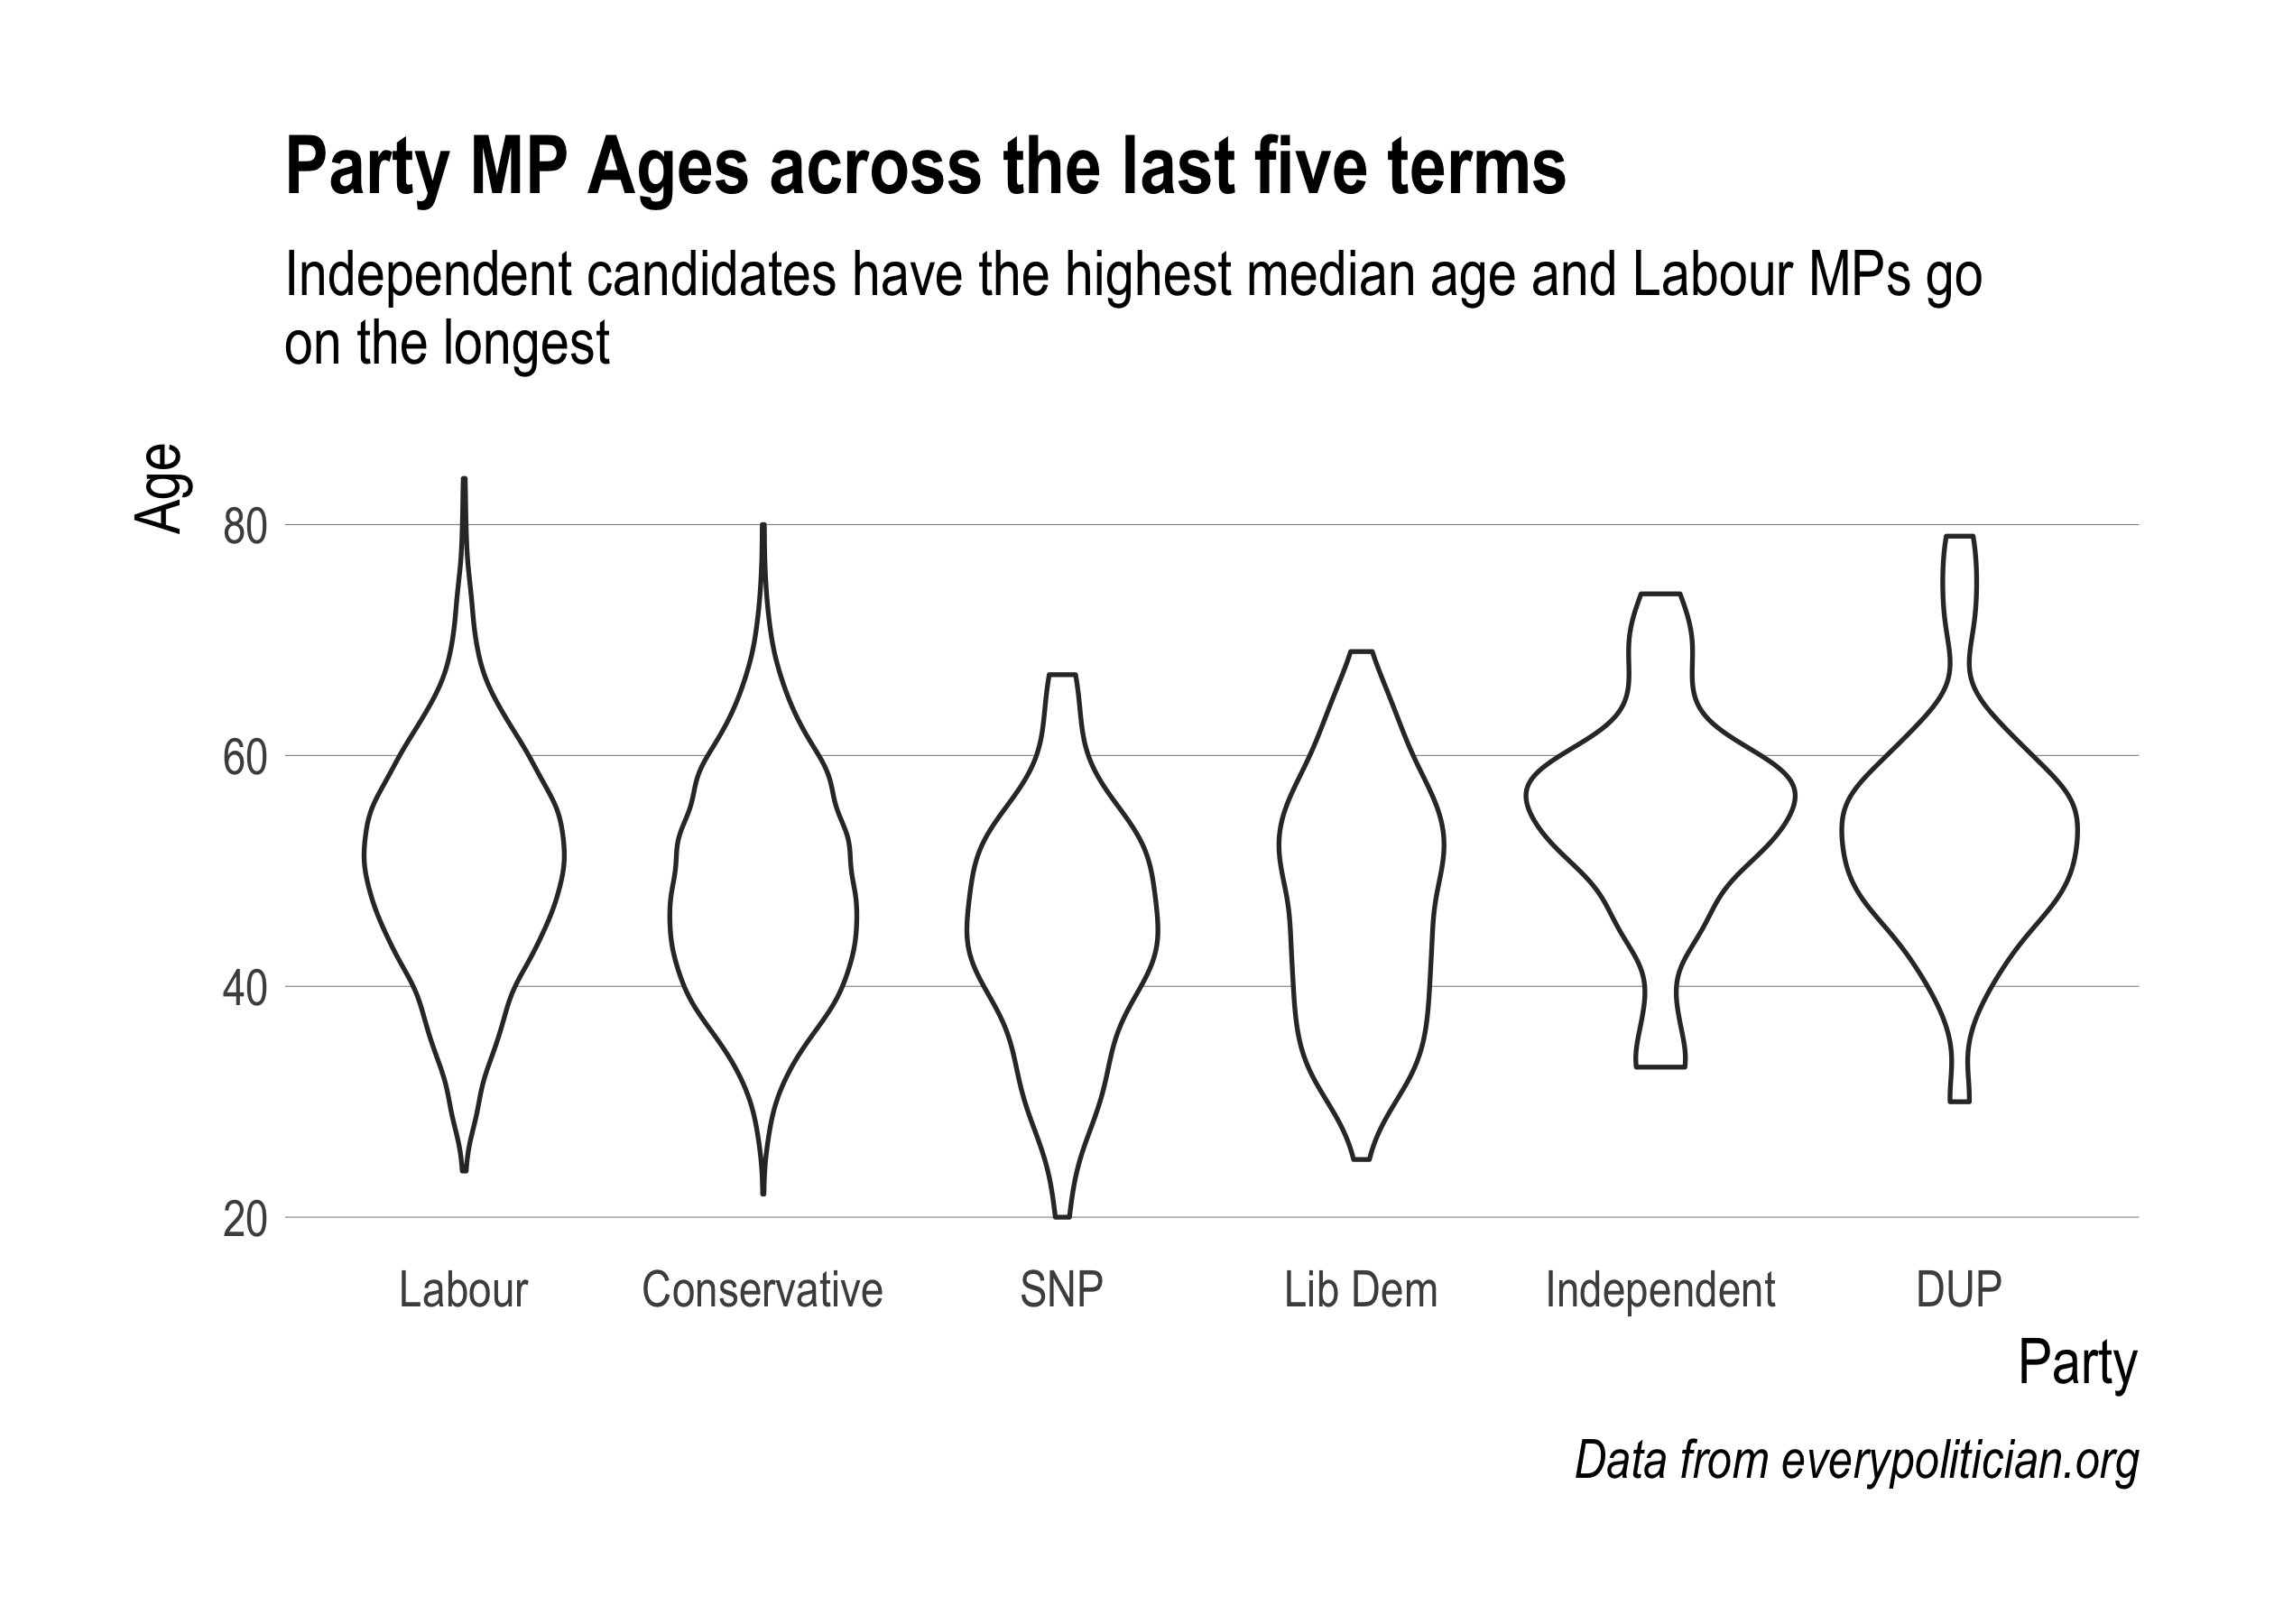 Party MP Ages across the last five terms
Independent candidates have the highest median age and Labour MPs go
on the longest
Age
80
60
40
20
Labour
Conservative
SNP
Lib Dem
Independent
DUP
Party
Data from everypolitician.org